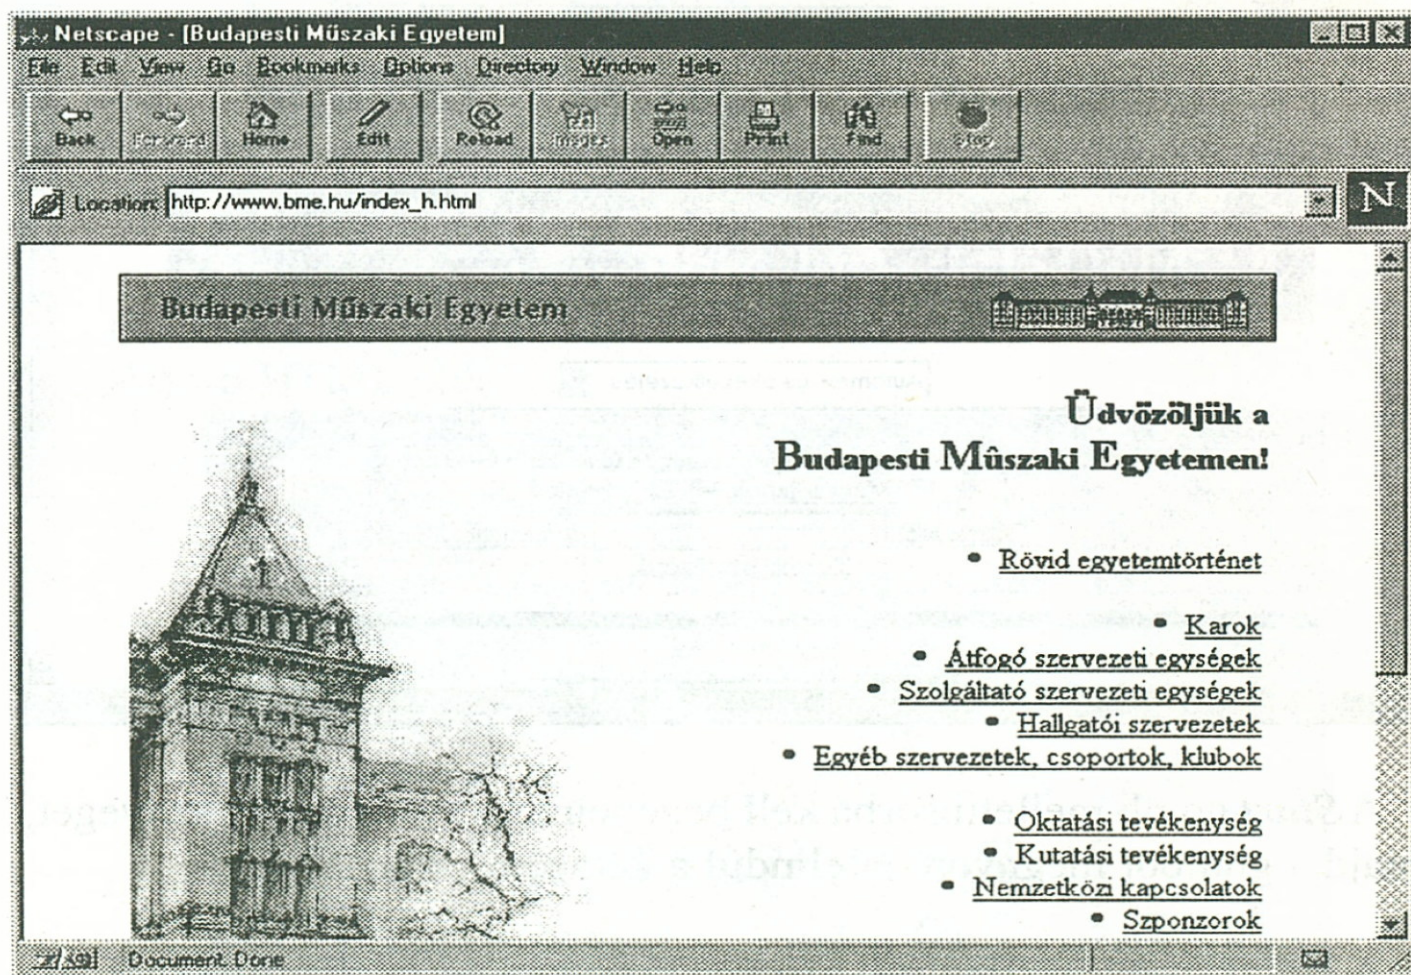 Netscape - [Budapesti Műszaki Egyetem]
File Edit View Go Bookmarks Options Directory Window Help
Back Forward Home Edit Reload Images Open Print Find Stop
Location: http://www.bme.hu/index_h.html
N
Budapesti Műszaki Egyetem
Üdvözöljük a
Budapesti Mûszaki Egyetemen!
• Rövid egyetemtörténet
• Karok
• Átfogó szervezeti egységek
• Szolgáltató szervezeti egységek
• Hallgatói szervezetek
• Egyéb szervezetek, csoportok, klubok
• Oktatási tevékenység
• Kutatási tevékenység
• Nemzetközi kapcsolatok
• Szponzorok
Document: Done